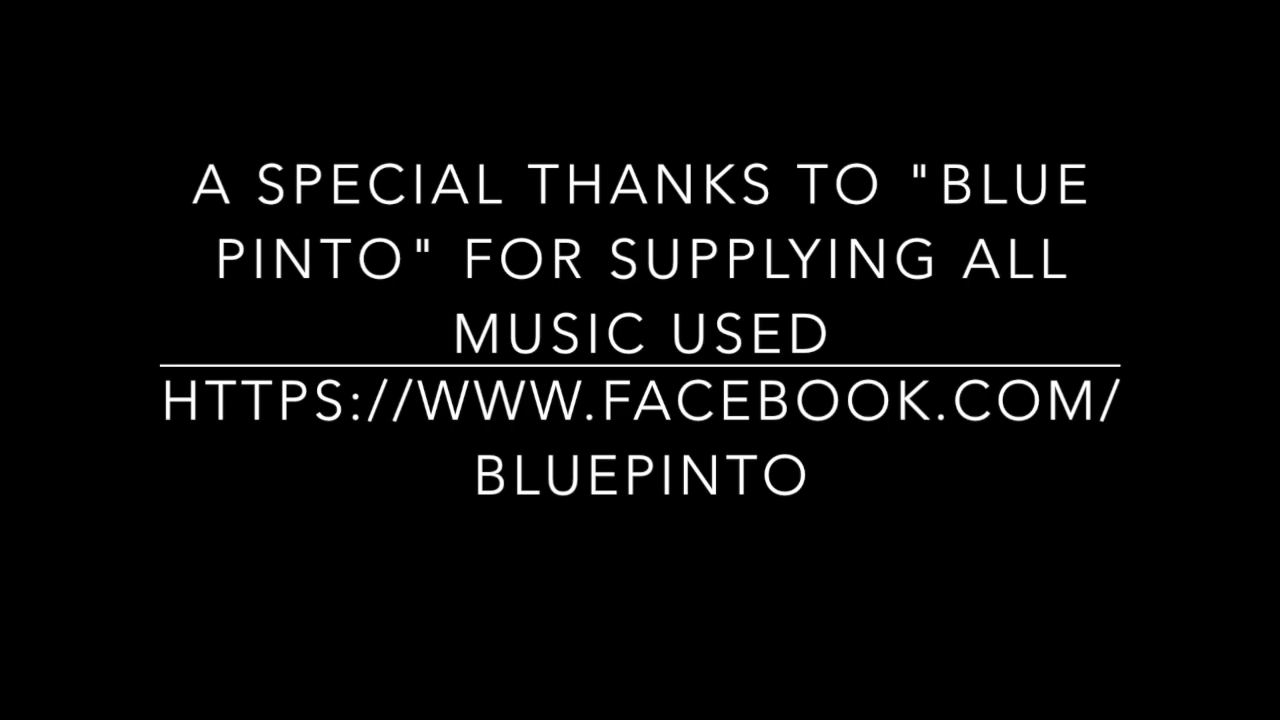 A SPECIAL THANKS TO "BLUE
PINTO" FOR SUPPLYING ALL
MUSIC USED
HTTPS://WWW.FACEBOOK.COM/
BLUEPINTO